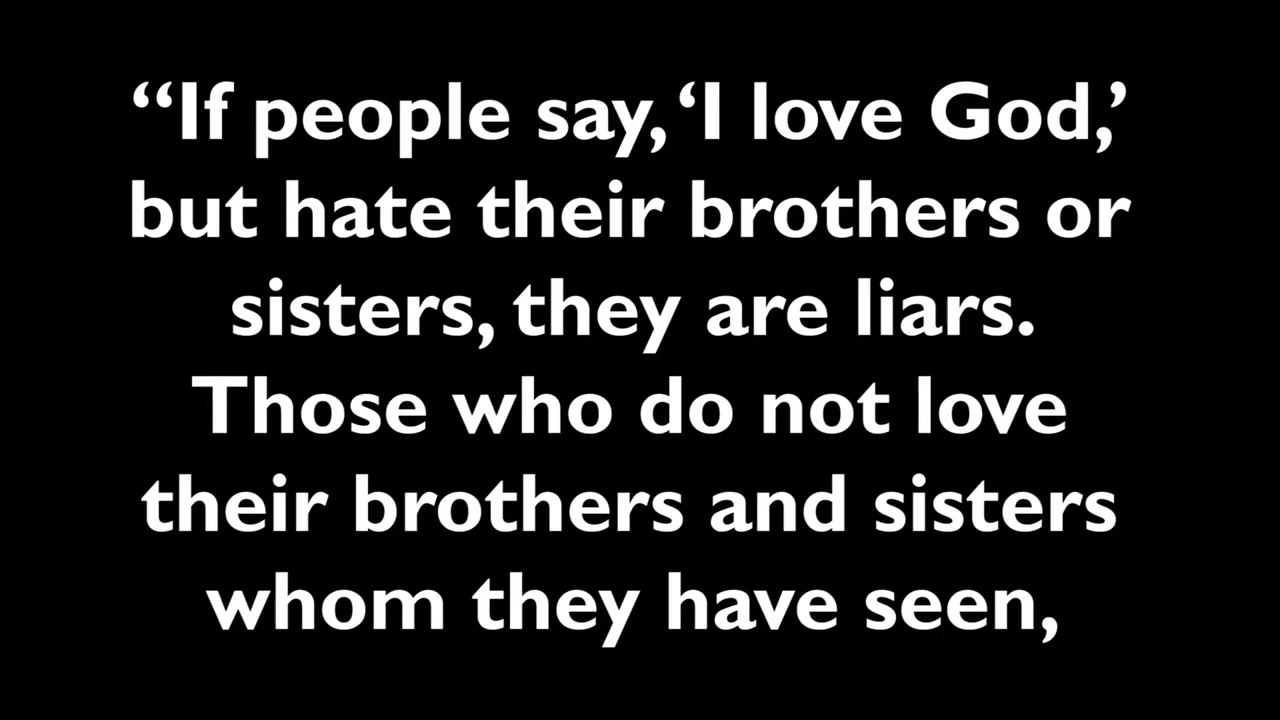 “If people say, ‘I love God,’
but hate their brothers or
sisters, they are liars.
Those who do not love
their brothers and sisters
whom they have seen,